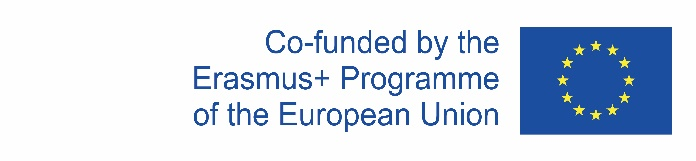 Co-funded by the
Erasmus+ Programme
of the European Union